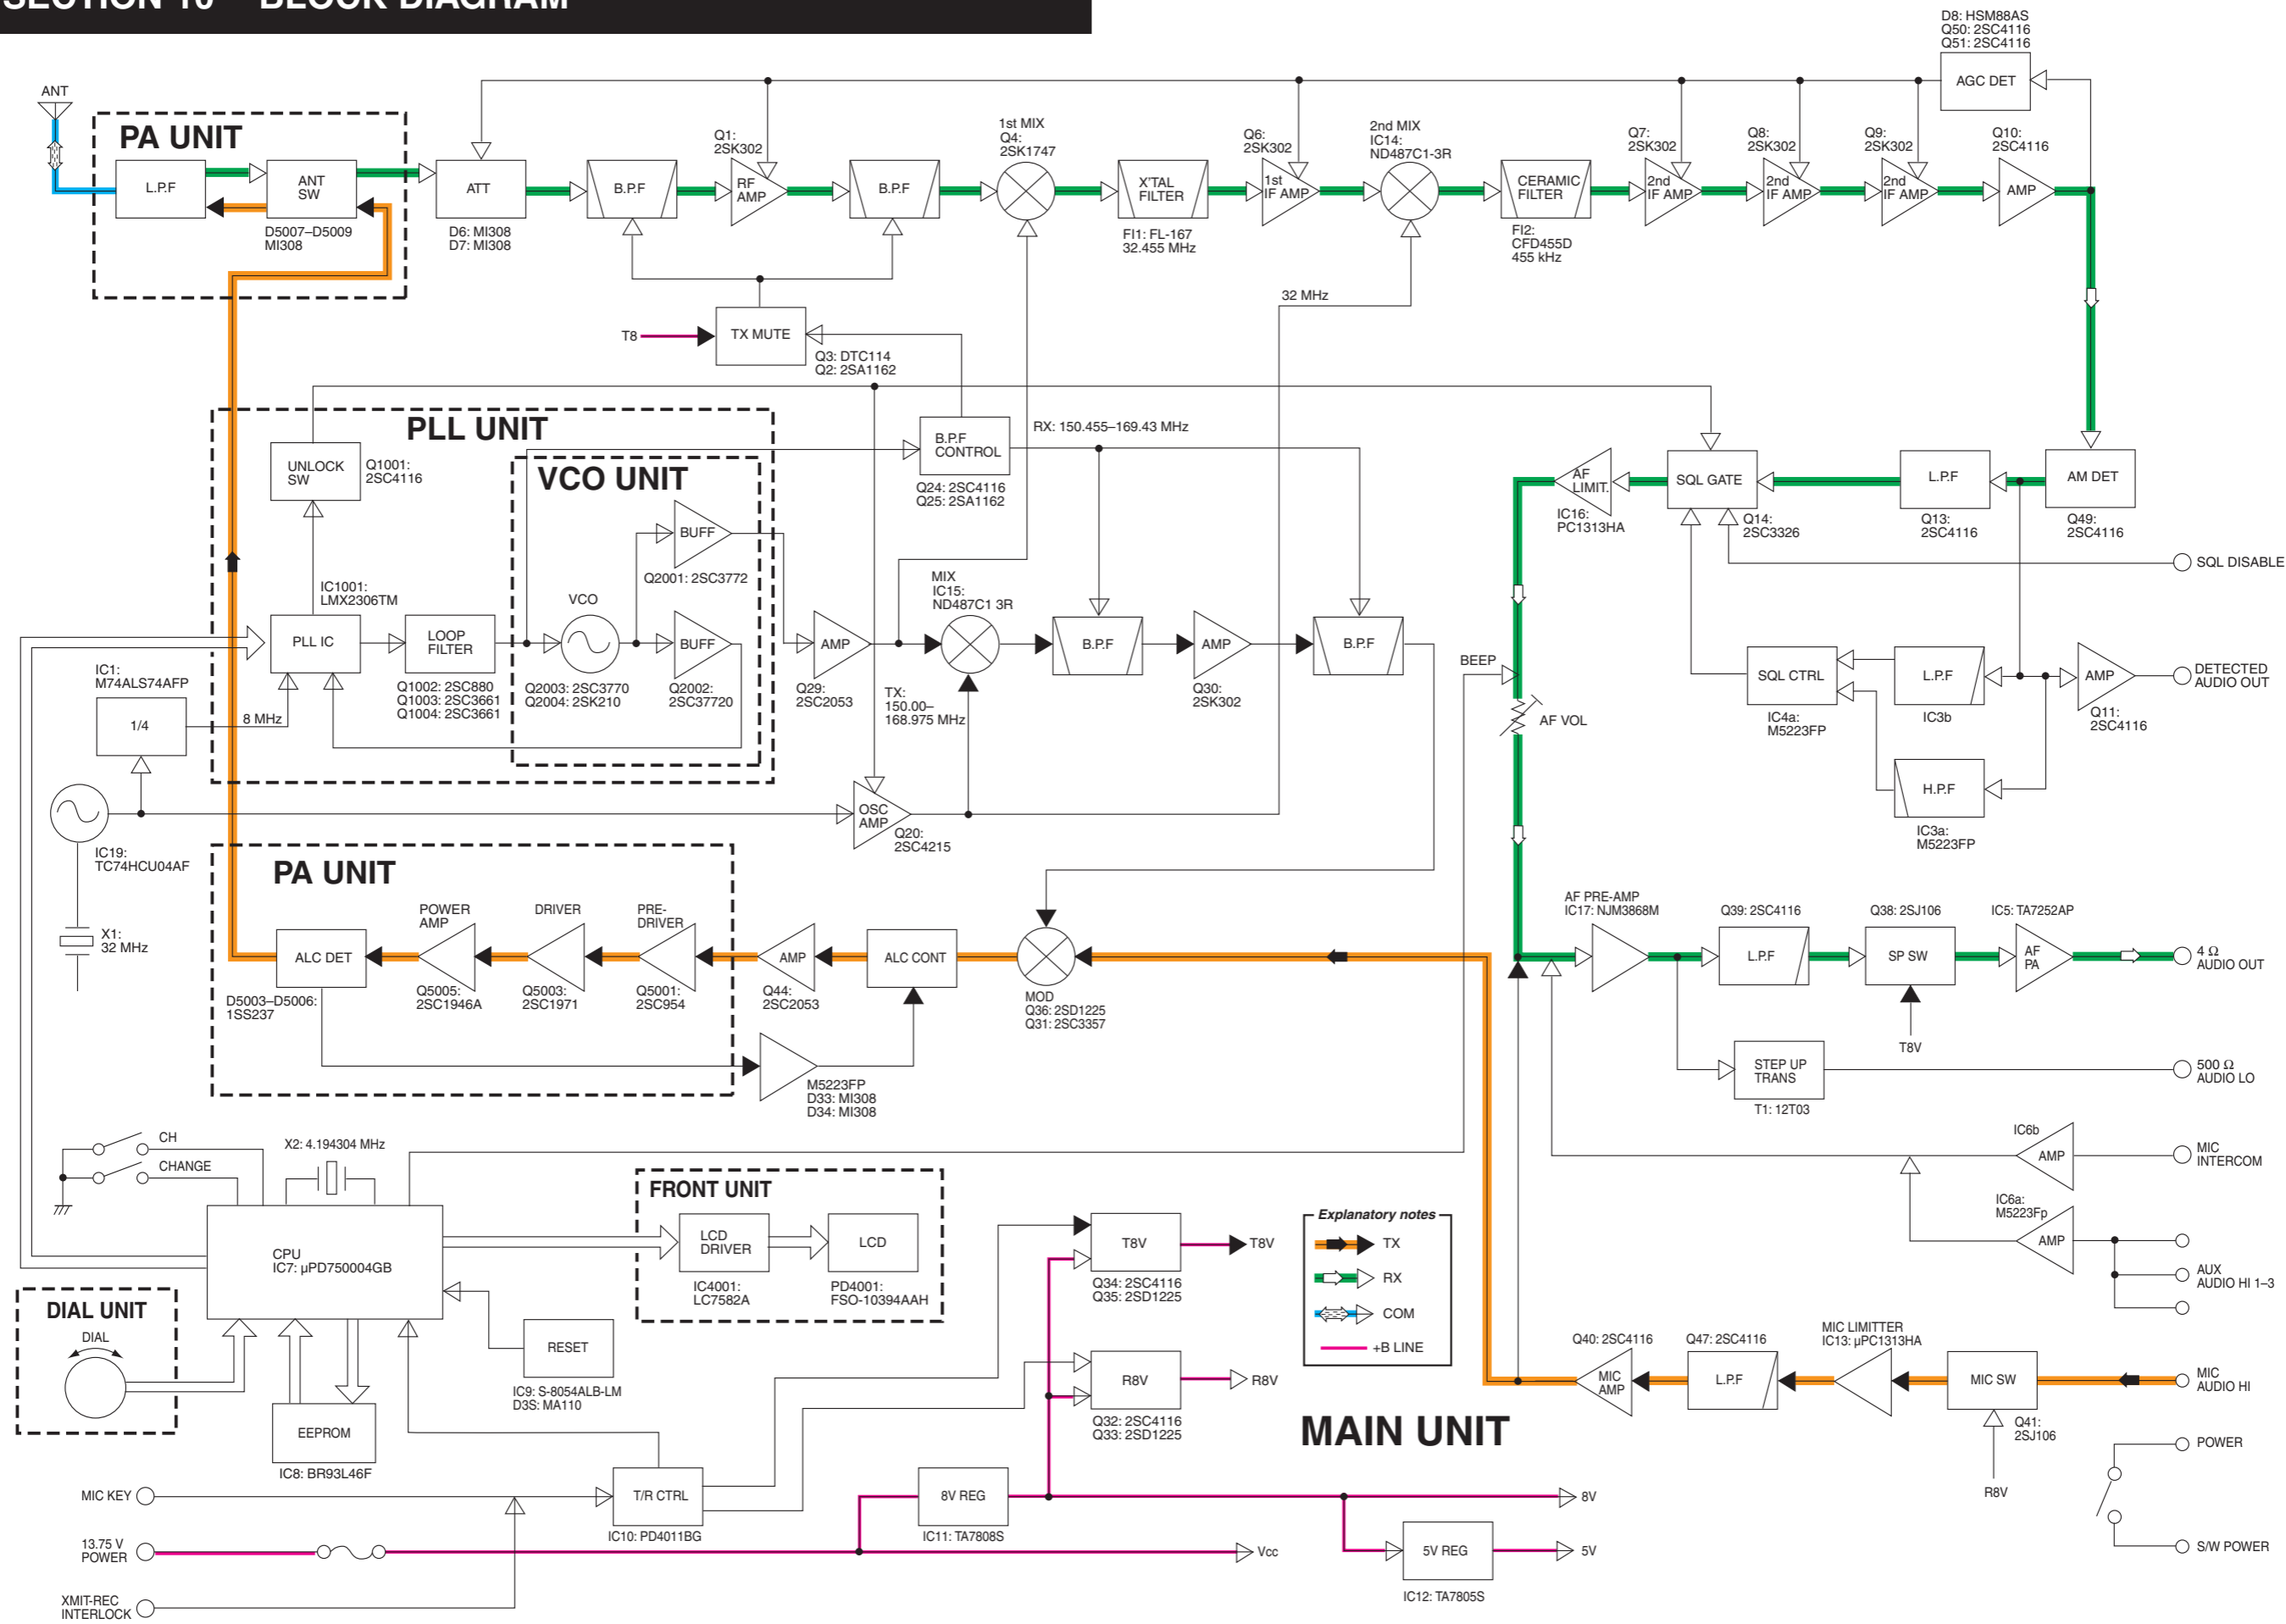 SECTION 10 BLOCK DIAGRAM
D8: HSM88AS
Q50: 2SC4116
Q51: 2SC4116
AGC DET
ANT
PA UNIT
L.P.F
ANT
SW
D5007–D5009
MI308
ATT
D6: MI308
D7: MI308
B.P.F
Q1:
2SK302
RF
AMP
B.P.F
1st MIX
Q4:
2SK1747
X'TAL
FILTER
FI1: FL-167
32.455 MHz
Q6:
2SK302
1st
IF AMP
2nd MIX
IC14:
ND487C1-3R
CERAMIC
FILTER
FI2:
CFD455D
455 kHz
Q7:
2SK302
2nd
IF AMP
Q8:
2SK302
2nd
IF AMP
Q9:
2SK302
2nd
IF AMP
Q10:
2SC4116
AMP
32 MHz
T8
TX MUTE
Q3: DTC114
Q2: 2SA1162
PLL UNIT
UNLOCK
SW
Q1001:
2SC4116
VCO UNIT
BUFF
Q2001: 2SC3772
B.P.F
CONTROL
Q24: 2SC4116
Q25: 2SA1162
RX: 150.455–169.43 MHz
AF
LIMIT.
IC16:
PC1313HA
SQL GATE
Q14:
2SC3326
L.P.F
Q13:
2SC4116
AM DET
Q49:
2SC4116
SQL DISABLE
IC1001:
LMX2306TM
PLL IC
LOOP
FILTER
Q1002: 2SC880
Q1003: 2SC3661
Q1004: 2SC3661
VCO
Q2003: 2SC3770
Q2004: 2SK210
BUFF
Q2002:
2SC37720
AMP
Q29:
2SC2053
MIX
IC15:
ND487C1 3R
TX:
150.00–
168.975 MHz
B.P.F
AMP
Q30:
2SK302
B.P.F
BEEP
AF VOL
SQL CTRL
IC4a:
M5223FP
L.P.F
IC3b
AMP
Q11:
2SC4116
DETECTED
AUDIO OUT
H.P.F
IC3a:
M5223FP
IC1:
M74ALS74AFP
1/4
8 MHz
IC19:
TC74HCU04AF
X1:
32 MHz
OSC
AMP
Q20:
2SC4215
PA UNIT
ALC DET
D5003–D5006:
1SS237
POWER
AMP
Q5005:
2SC1946A
DRIVER
Q5003:
2SC1971
PRE-
DRIVER
Q5001:
2SC954
AMP
Q44:
2SC2053
ALC CONT
MOD
Q36: 2SD1225
Q31: 2SC3357
M5223FP
D33: MI308
D34: MI308
AF PRE-AMP
IC17: NJM3868M
Q39: 2SC4116
L.P.F
Q38: 2SJ106
SP SW
T8V
IC5: TA7252AP
AF
PA
4 Ω
AUDIO OUT
STEP UP
TRANS
T1: 12T03
500 Ω
AUDIO LO
IC6b
AMP
MIC
INTERCOM
IC6a:
M5223Fp
AMP
AUX
AUDIO HI 1–3
CH
CHANGE
X2: 4.194304 MHz
CPU
IC7: μPD750004GB
FRONT UNIT
LCD
DRIVER
IC4001:
LC7582A
LCD
PD4001:
FSO-10394AAH
DIAL UNIT
DIAL
EEPROM
IC8: BR93L46F
RESET
IC9: S-8054ALB-LM
D3S: MA110
T8V
Q34: 2SC4116
Q35: 2SD1225
T8V
R8V
Q32: 2SC4116
Q33: 2SD1225
R8V
Explanatory notes
TX
RX
COM
+B LINE
MAIN UNIT
Q40: 2SC4116
MIC
AMP
Q47: 2SC4116
L.P.F
MIC LIMITTER
IC13: μPC1313HA
MIC SW
Q41:
2SJ106
R8V
MIC
AUDIO HI
POWER
S/W POWER
MIC KEY
T/R CTRL
IC10: PD4011BG
8V REG
IC11: TA7808S
8V
13.75 V
POWER
Vcc
5V REG
IC12: TA7805S
5V
XMIT-REC
INTERLOCK